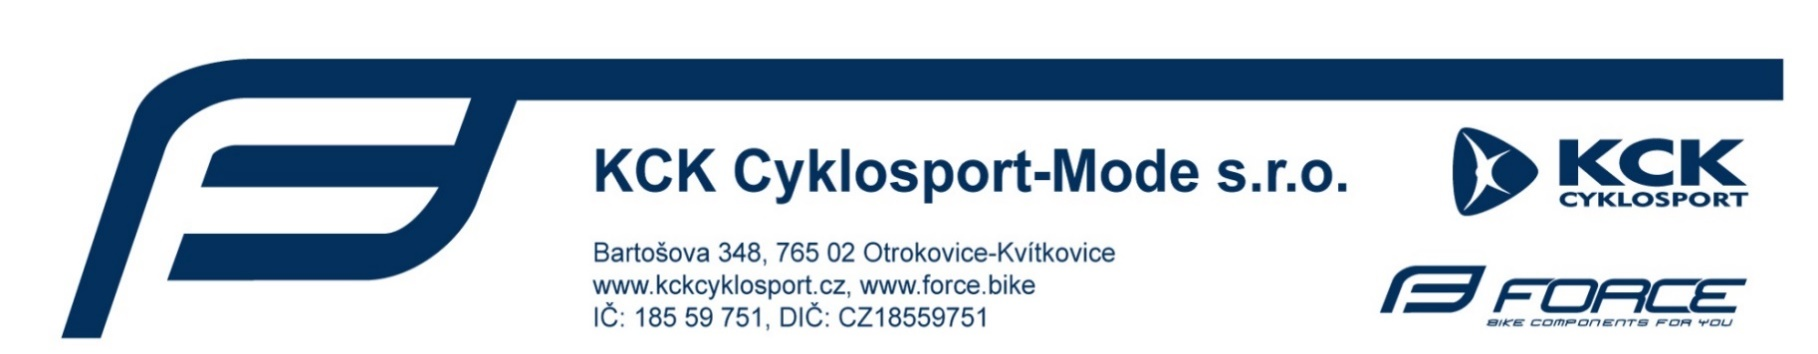 KCK Cyklosport-Mode s.r.o.
Bartošova 348, 765 02 Otrokovice-Kvítkovice
www.kckcyklosport.cz, www.force.bike
IČ: 185 59 751, DIČ: CZ18559751
KCK
CYKLOSPORT
FORCE
BIKE COMPONENTS FOR YOU